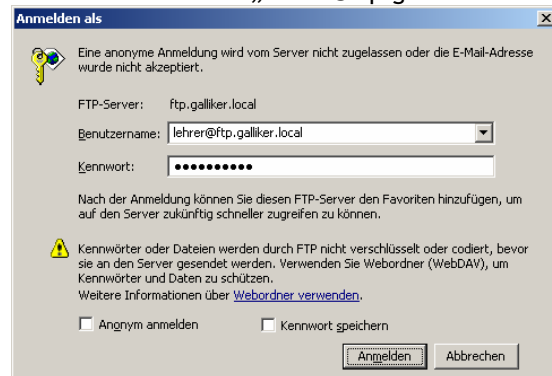 Anmelden als
Eine anonyme Anmeldung wird vom Server nicht zugelassen oder die E-Mail-Adresse
wurde nicht akzeptiert.
FTP-Server: ftp.galliker.local
Benutzername: lehrer@ftp.galliker.local
Kennwort: ●●●●●●●●●●
Nach der Anmeldung können Sie diesen FTP-Server den Favoriten hinzufügen, um
auf den Server zukünftig schneller zugreifen zu können.
Kennwörter oder Dateien werden durch FTP nicht verschlüsselt oder codiert, bevor
sie an den Server gesendet werden. Verwenden Sie Webordner (WebDAV), um
Kennwörter und Daten zu schützen.
Weitere Informationen über Webordner verwenden.
Anonym anmelden Kennwort speichern
Anmelden Abbrechen